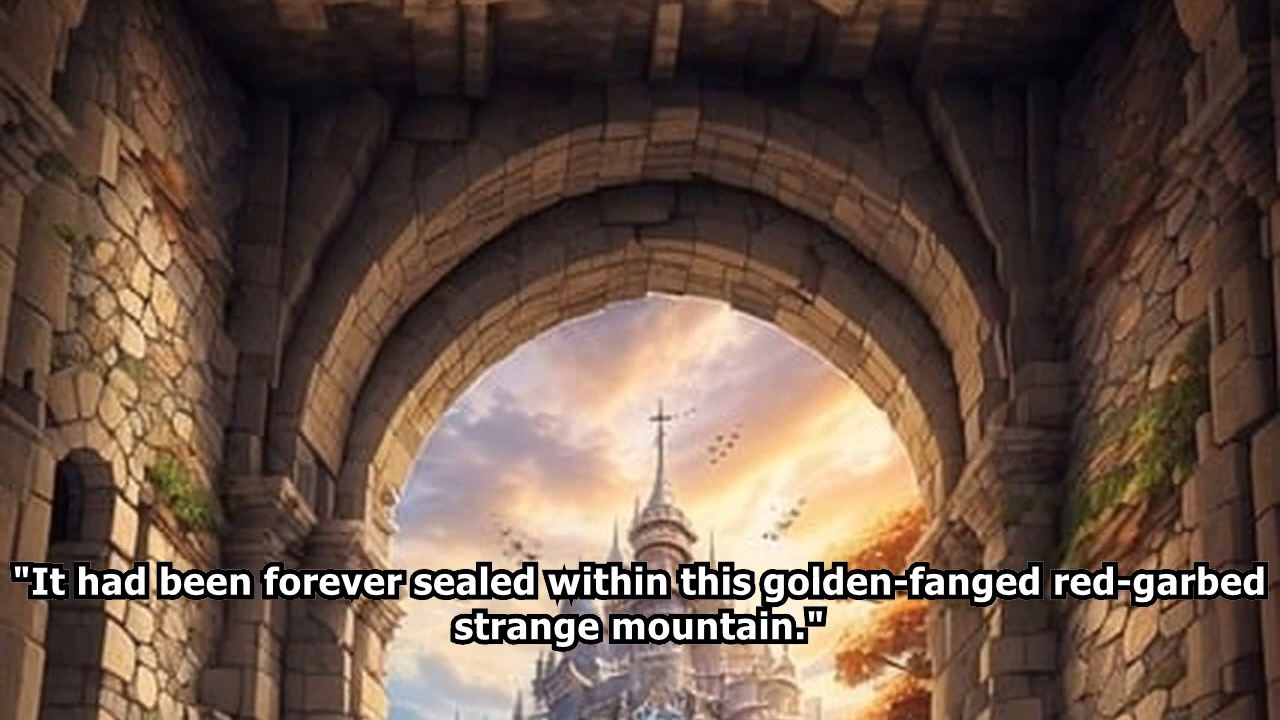 "It had been forever sealed within this golden-fanged red-garbed
strange mountain."